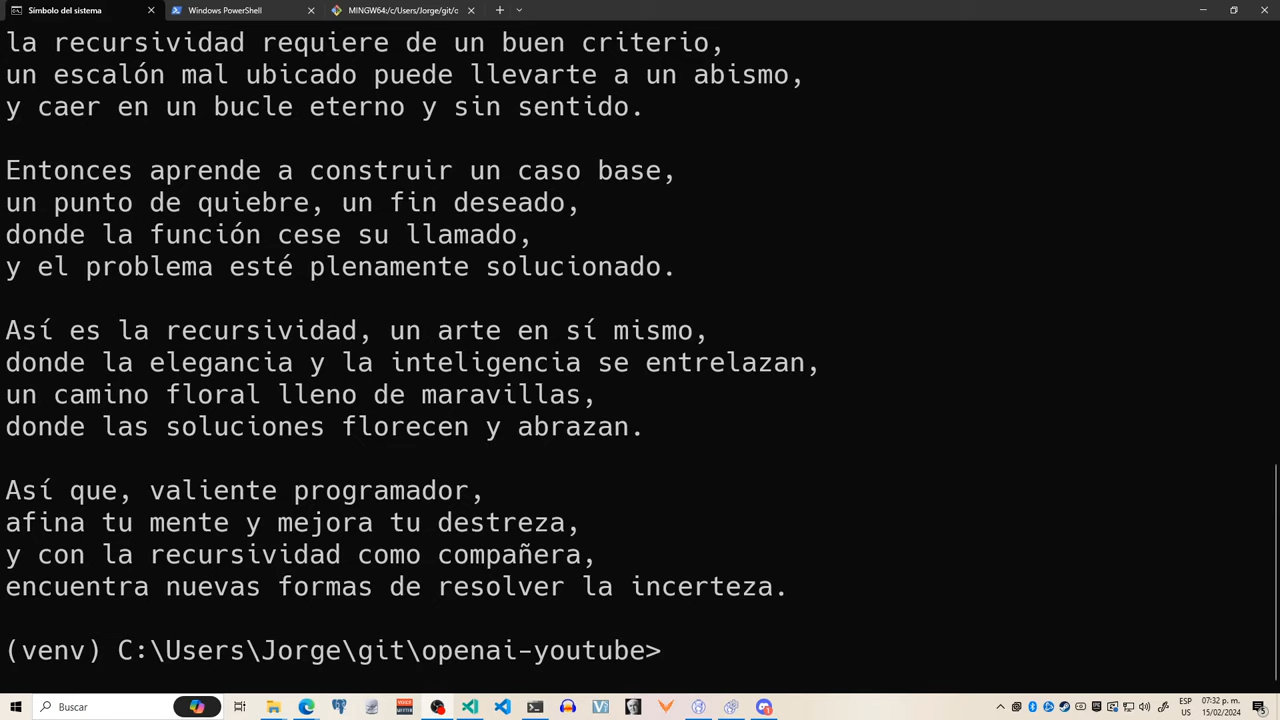 Símbolo del sistema
Windows PowerShell
MINGW64:/c/Users/Jorge/git/o
la recursividad requiere de un buen criterio,
un escalón mal ubicado puede llevarte a un abismo,
y caer en un bucle eterno y sin sentido.
Entonces aprende a construir un caso base,
un punto de quiebre, un fin deseado,
donde la función cese su llamado,
y el problema esté plenamente solucionado.
Así es la recursividad, un arte en sí mismo,
donde la elegancia y la inteligencia se entrelazan,
un camino floral lleno de maravillas,
donde las soluciones florecen y abrazan.
Así que, valiente programador,
afina tu mente y mejora tu destreza,
y con la recursividad como compañera,
encuentra nuevas formas de resolver la incerteza.
(venv) C:\Users\Jorge\git\openai-youtube>
Buscar
ESP
US
07:32 p. m.
15/02/2024